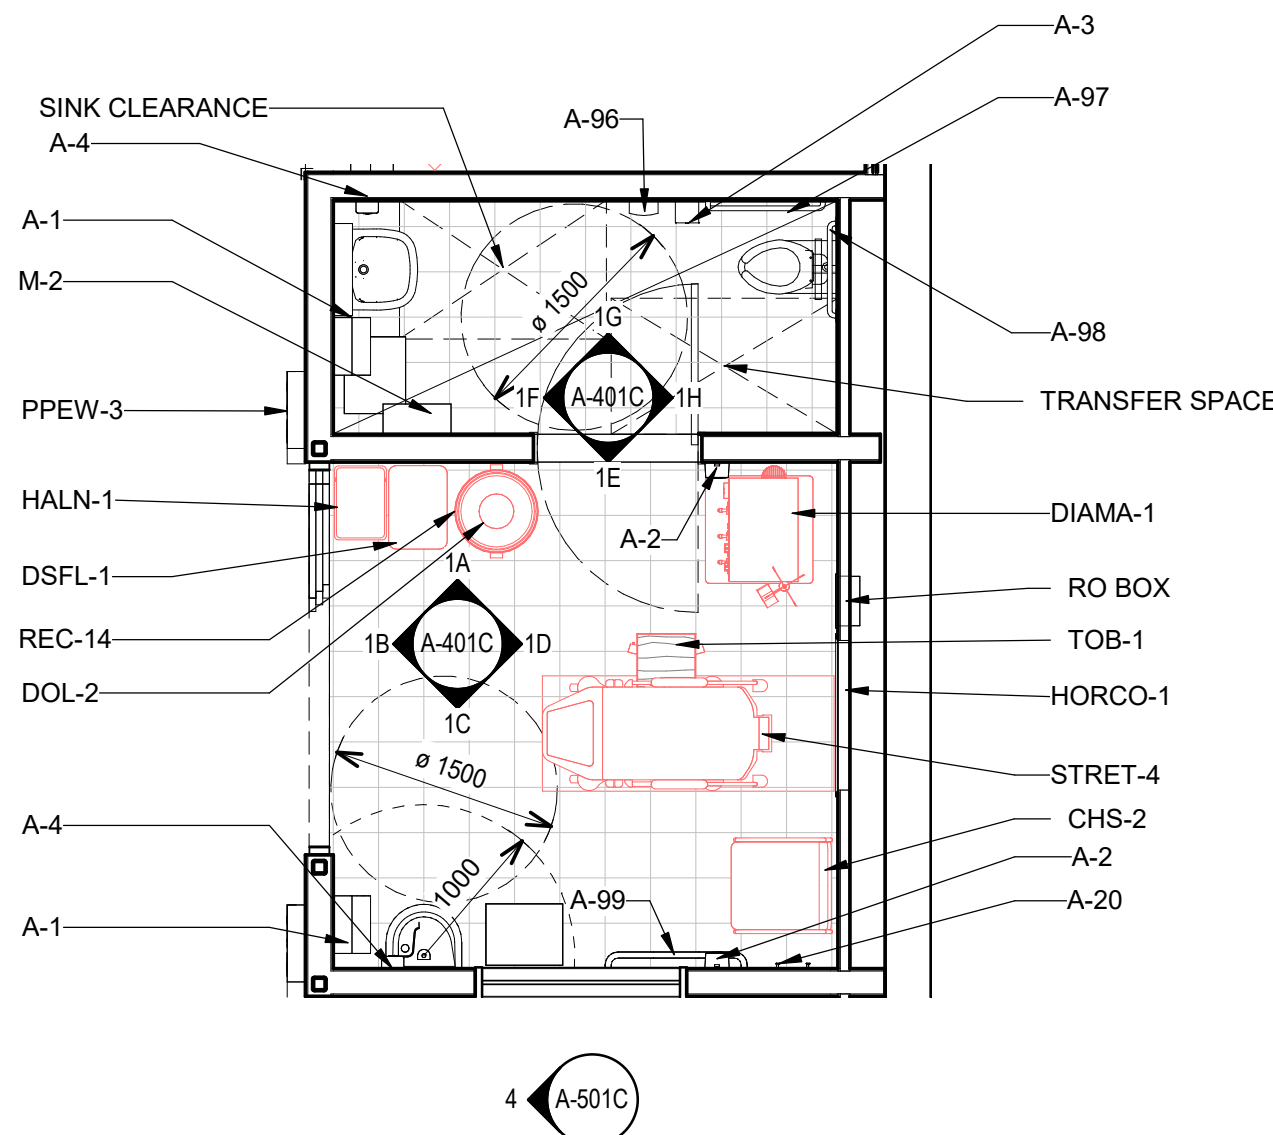 A-3
SINK CLEARANCE
A-97
A-96
A-4
A-1
M-2
ø 1500
1G
A-98
1F
A-401C
1H
TRANSFER SPACE
PPEW-3
1E
HALN-1
DIAMA-1
A-2
DSFL-1
1A
RO BOX
REC-14
1B
A-401C
1D
TOB-1
DOL-2
HORCO-1
1C
ø 1500
STRET-4
A-4
CHS-2
A-2
1000
A-99
A-20
A-1
4
A-501C